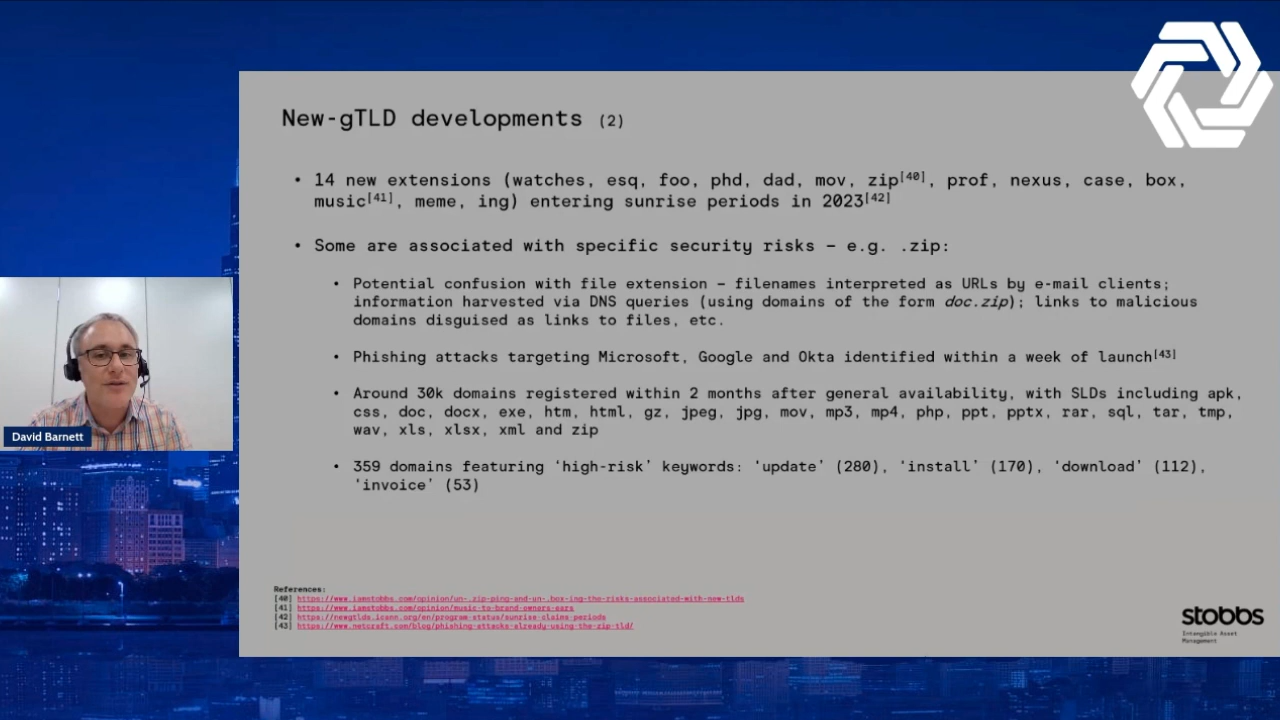 New-gTLD developments (2)
• 14 new extensions (watches, esq, foo, phd, dad, mov, zip[40], prof, nexus, case, box,
music[41], meme, ing) entering sunrise periods in 2023[42]
• Some are associated with specific security risks – e.g. .zip:
• Potential confusion with file extension – filenames interpreted as URLs by e-mail clients;
information harvested via DNS queries (using domains of the form doc.zip); links to malicious
domains disguised as links to files, etc.
• Phishing attacks targeting Microsoft, Google and Okta identified within a week of launch[43]
• Around 30k domains registered within 2 months after general availability, with SLDs including apk,
css, doc, docx, exe, htm, html, gz, jpeg, jpg, mov, mp3, mp4, php, ppt, pptx, rar, sql, tar, tmp,
wav, xls, xlsx, xml and zip
• 359 domains featuring ‘high-risk’ keywords: ‘update’ (280), ‘install’ (170), ‘download’ (112),
‘invoice’ (53)
David Barnett
References:
[40] https://www.iamstobbs.com/opinion/un-.zip-ping-and-un-.box-ing-the-risks-associated-with-new-tlds
[41] https://www.iamstobbs.com/opinion/music-to-brand-owners-ears
[42] https://newgtlds.icann.org/en/program-status/sunrise-claims-periods
[43] https://www.netcraft.com/blog/phishing-attacks-already-using-the-zip-tld/
stobbs
Intangible Asset
Management